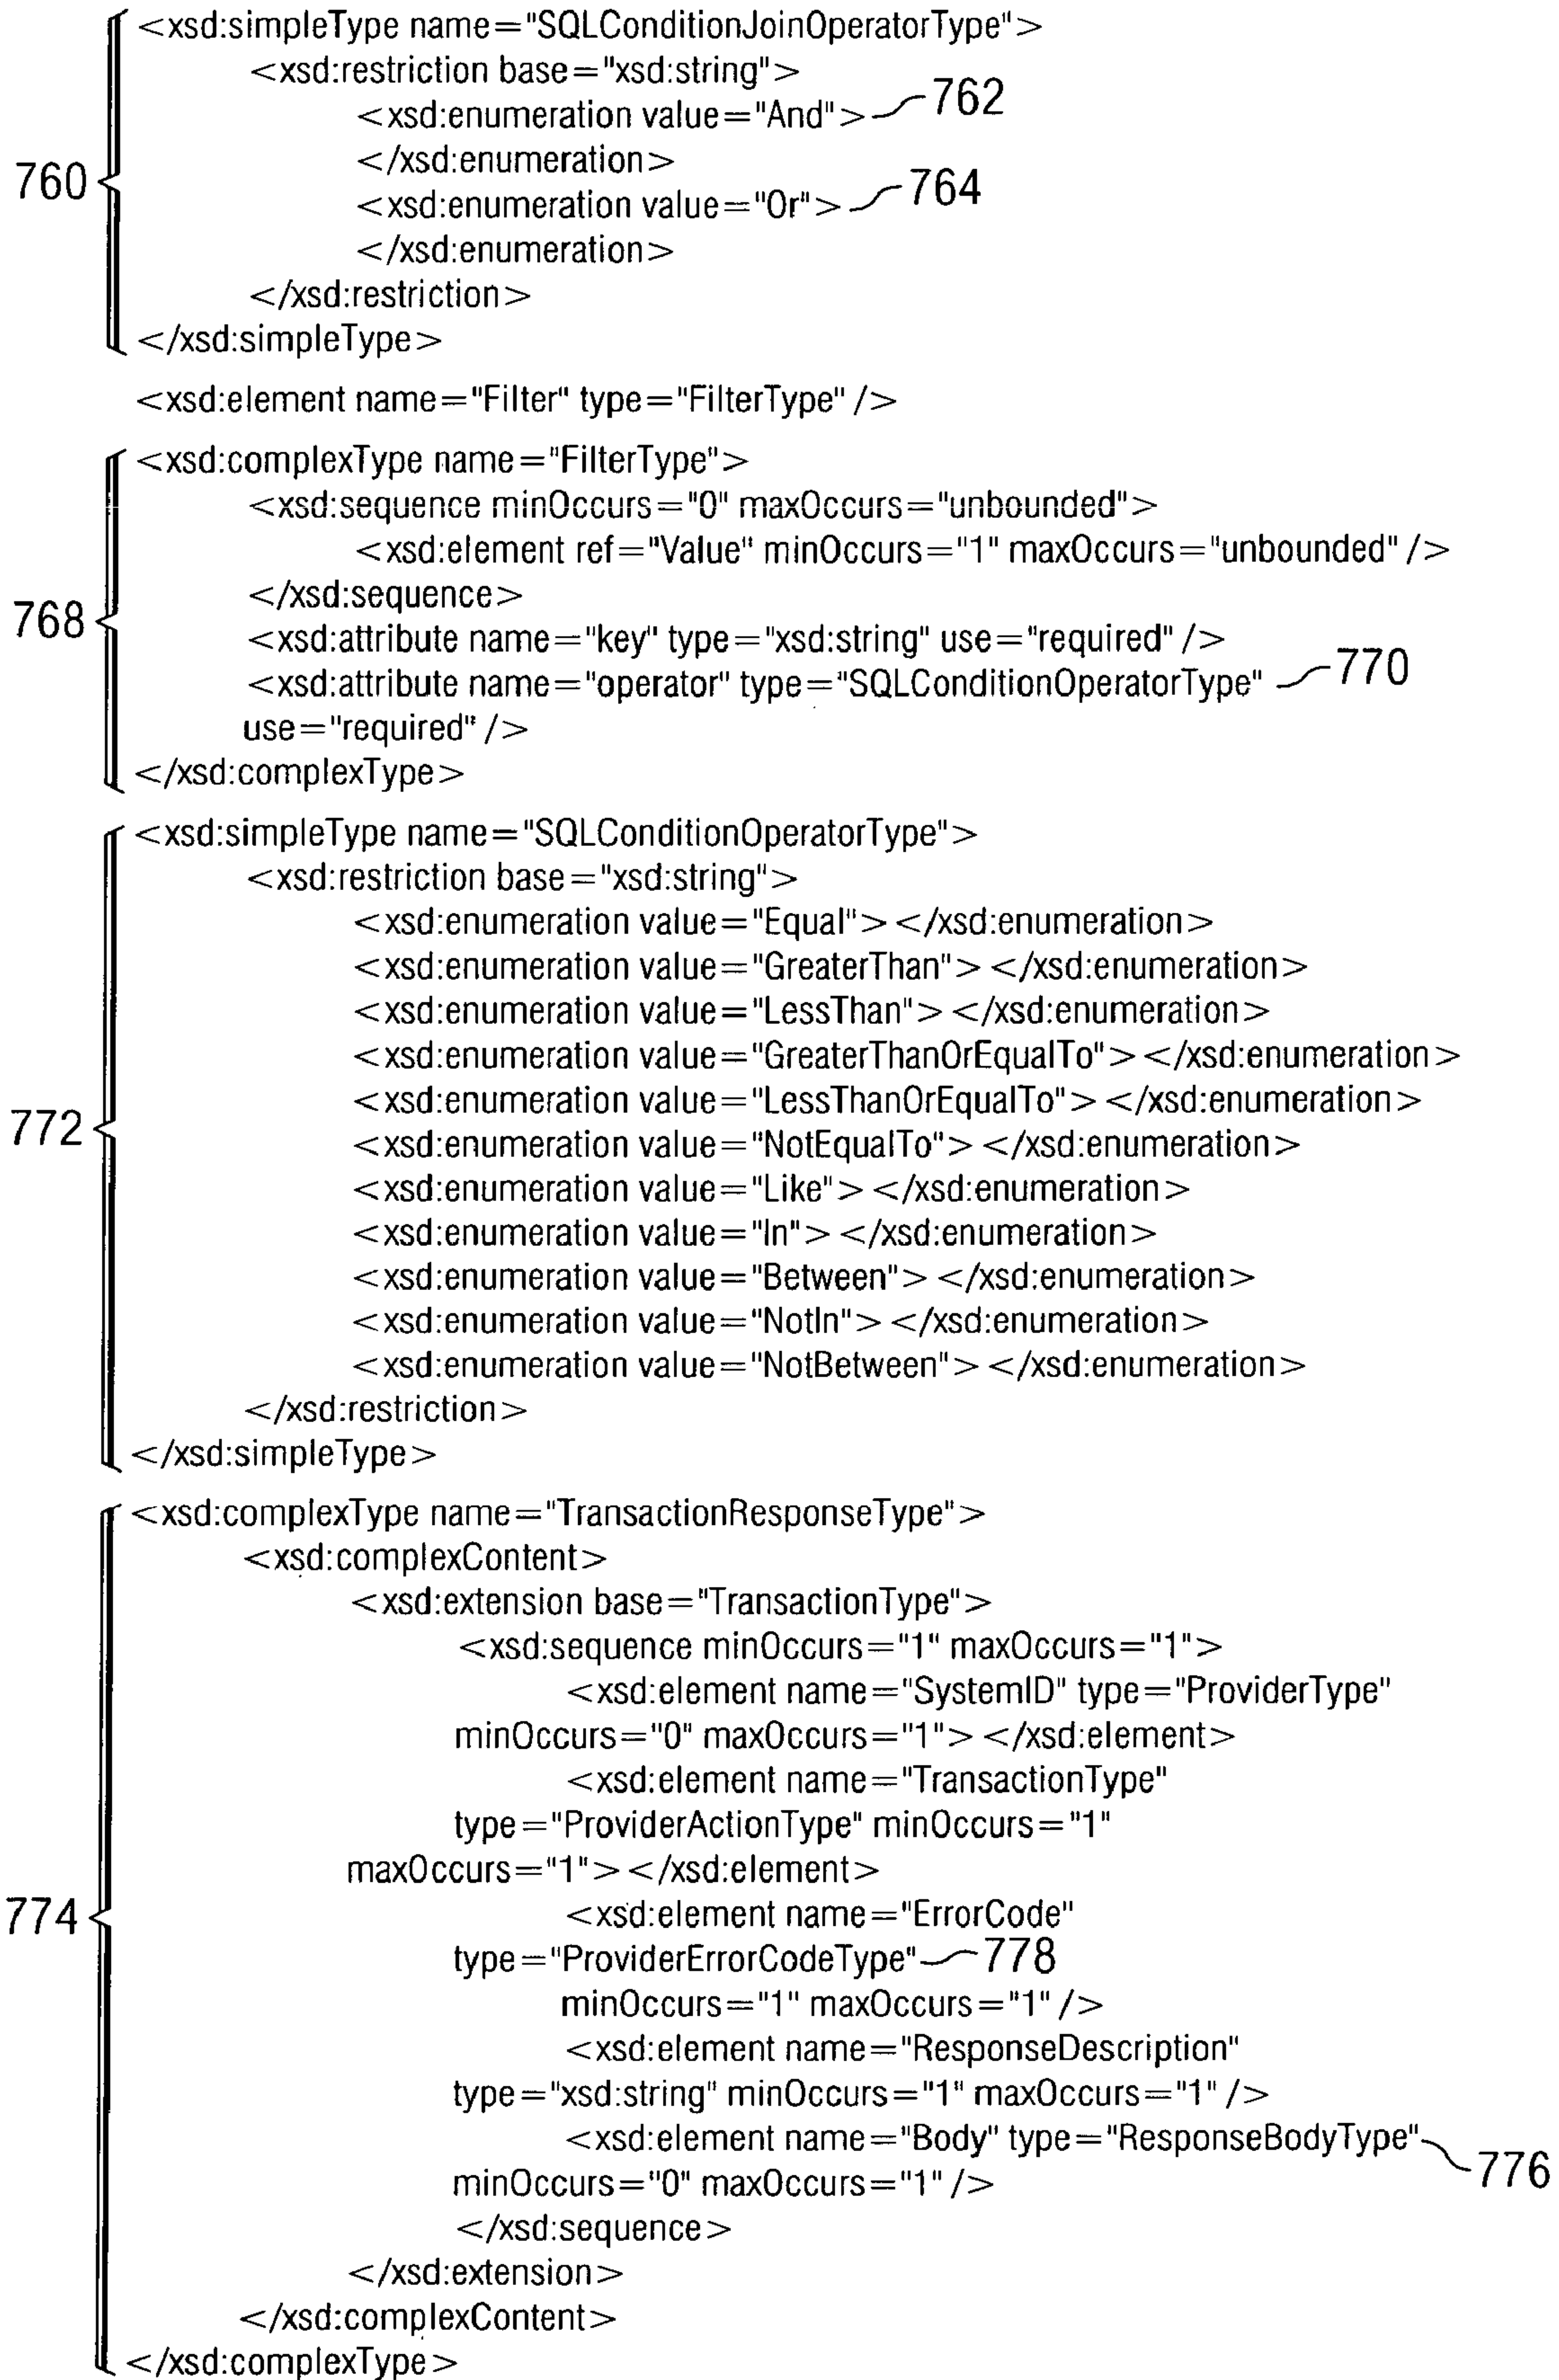 <xsd:simpleType name="SQLConditionJoinOperatorType">
<xsd:restriction base="xsd:string">
<xsd:enumeration value="And"> 762
</xsd:enumeration>
760
<xsd:enumeration value="Or"> 764
</xsd:enumeration>
</xsd:restriction>
</xsd:simpleType>
<xsd:element name="Filter" type="FilterType" />
<xsd:complexType name="FilterType">
<xsd:sequence minOccurs="0" maxOccurs="unbounded">
<xsd:element ref="Value" minOccurs="1" maxOccurs="unbounded" />
</xsd:sequence>
768
<xsd:attribute name="key" type="xsd:string" use="required" />
<xsd:attribute name="operator" type="SQLConditionOperatorType" 770
use="required" />
</xsd:complexType>
<xsd:simpleType name="SQLConditionOperatorType">
<xsd:restriction base="xsd:string">
<xsd:enumeration value="Equal"></xsd:enumeration>
<xsd:enumeration value="GreaterThan"></xsd:enumeration>
<xsd:enumeration value="LessThan"></xsd:enumeration>
<xsd:enumeration value="GreaterThanOrEqualTo"></xsd:enumeration>
<xsd:enumeration value="LessThanOrEqualTo"></xsd:enumeration>
772
<xsd:enumeration value="NotEqualTo"></xsd:enumeration>
<xsd:enumeration value="Like"></xsd:enumeration>
<xsd:enumeration value="In"></xsd:enumeration>
<xsd:enumeration value="Between"></xsd:enumeration>
<xsd:enumeration value="NotIn"></xsd:enumeration>
<xsd:enumeration value="NotBetween"></xsd:enumeration>
</xsd:restriction>
</xsd:simpleType>
<xsd:complexType name="TransactionResponseType">
<xsd:complexContent>
<xsd:extension base="TransactionType">
<xsd:sequence minOccurs="1" maxOccurs="1">
<xsd:element name="SystemID" type="ProviderType"
minOccurs="0" maxOccurs="1"></xsd:element>
<xsd:element name="TransactionType"
type="ProviderActionType" minOccurs="1"
maxOccurs="1"></xsd:element>
774
<xsd:element name="ErrorCode"
type="ProviderErrorCodeType" 778
minOccurs="1" maxOccurs="1" />
<xsd:element name="ResponseDescription"
type="xsd:string" minOccurs="1" maxOccurs="1" />
<xsd:element name="Body" type="ResponseBodyType" 776
minOccurs="0" maxOccurs="1" />
</xsd:sequence>
</xsd:extension>
</xsd:complexContent>
</xsd:complexType>